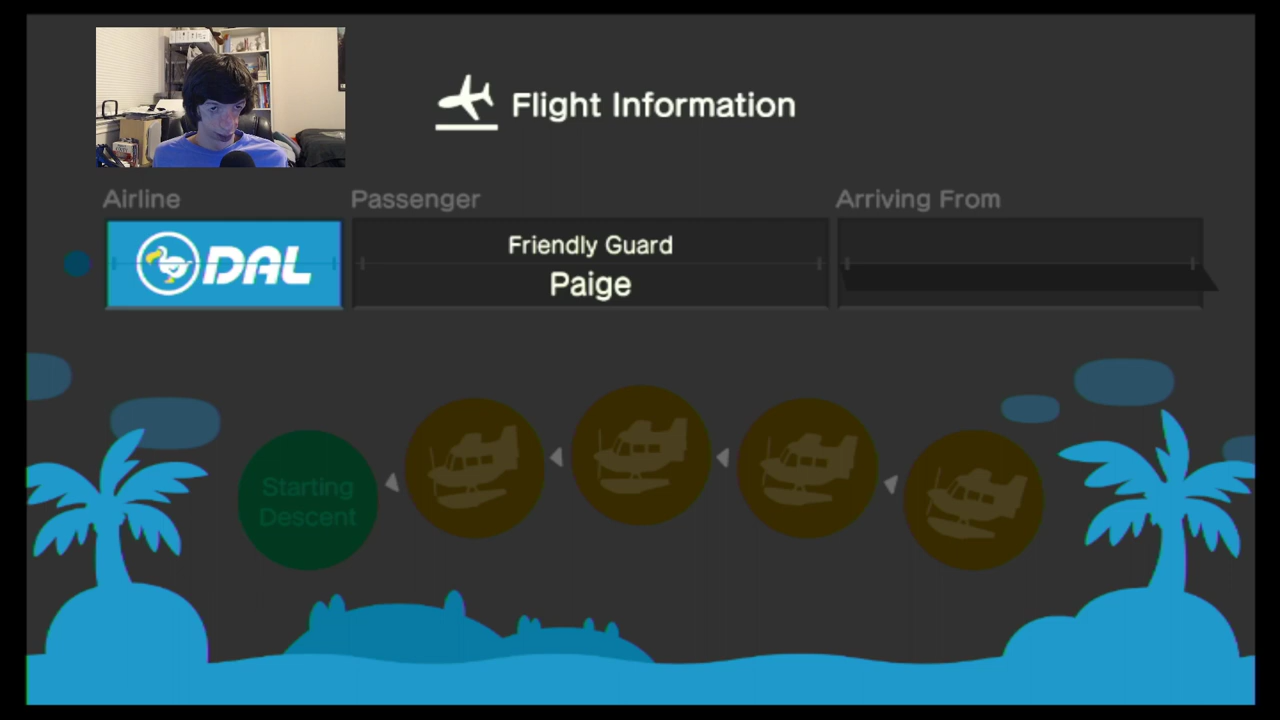 Flight Information
Airline
Passenger
Arriving From
DAL
Friendly Guard
Paige
Starting
Descent